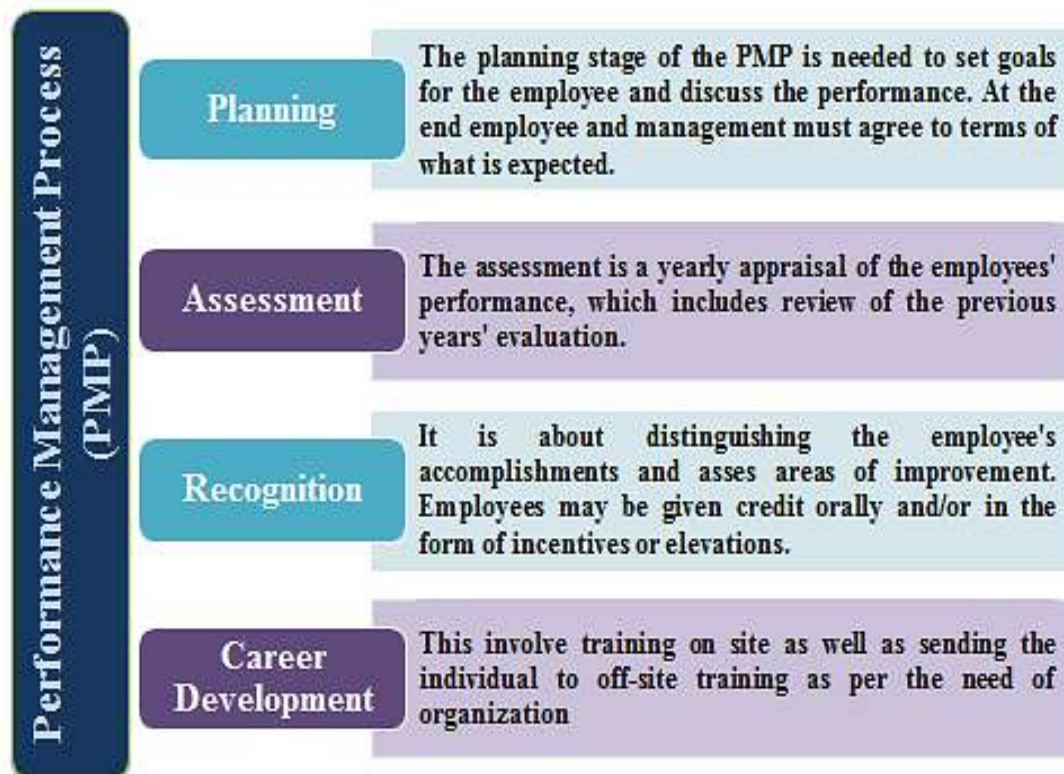 Performance Management Process
(PMP)
Planning
The planning stage of the PMP is needed to set goals
for the employee and discuss the performance. At the
end employee and management must agree to terms of
what is expected.
Assessment
The assessment is a yearly appraisal of the employees'
performance, which includes review of the previous
years' evaluation.
Recognition
It is about distinguishing the employee's
accomplishments and asses areas of improvement.
Employees may be given credit orally and/or in the
form of incentives or elevations.
Career
Development
This involve training on site as well as sending the
individual to off-site training as per the need of
organization